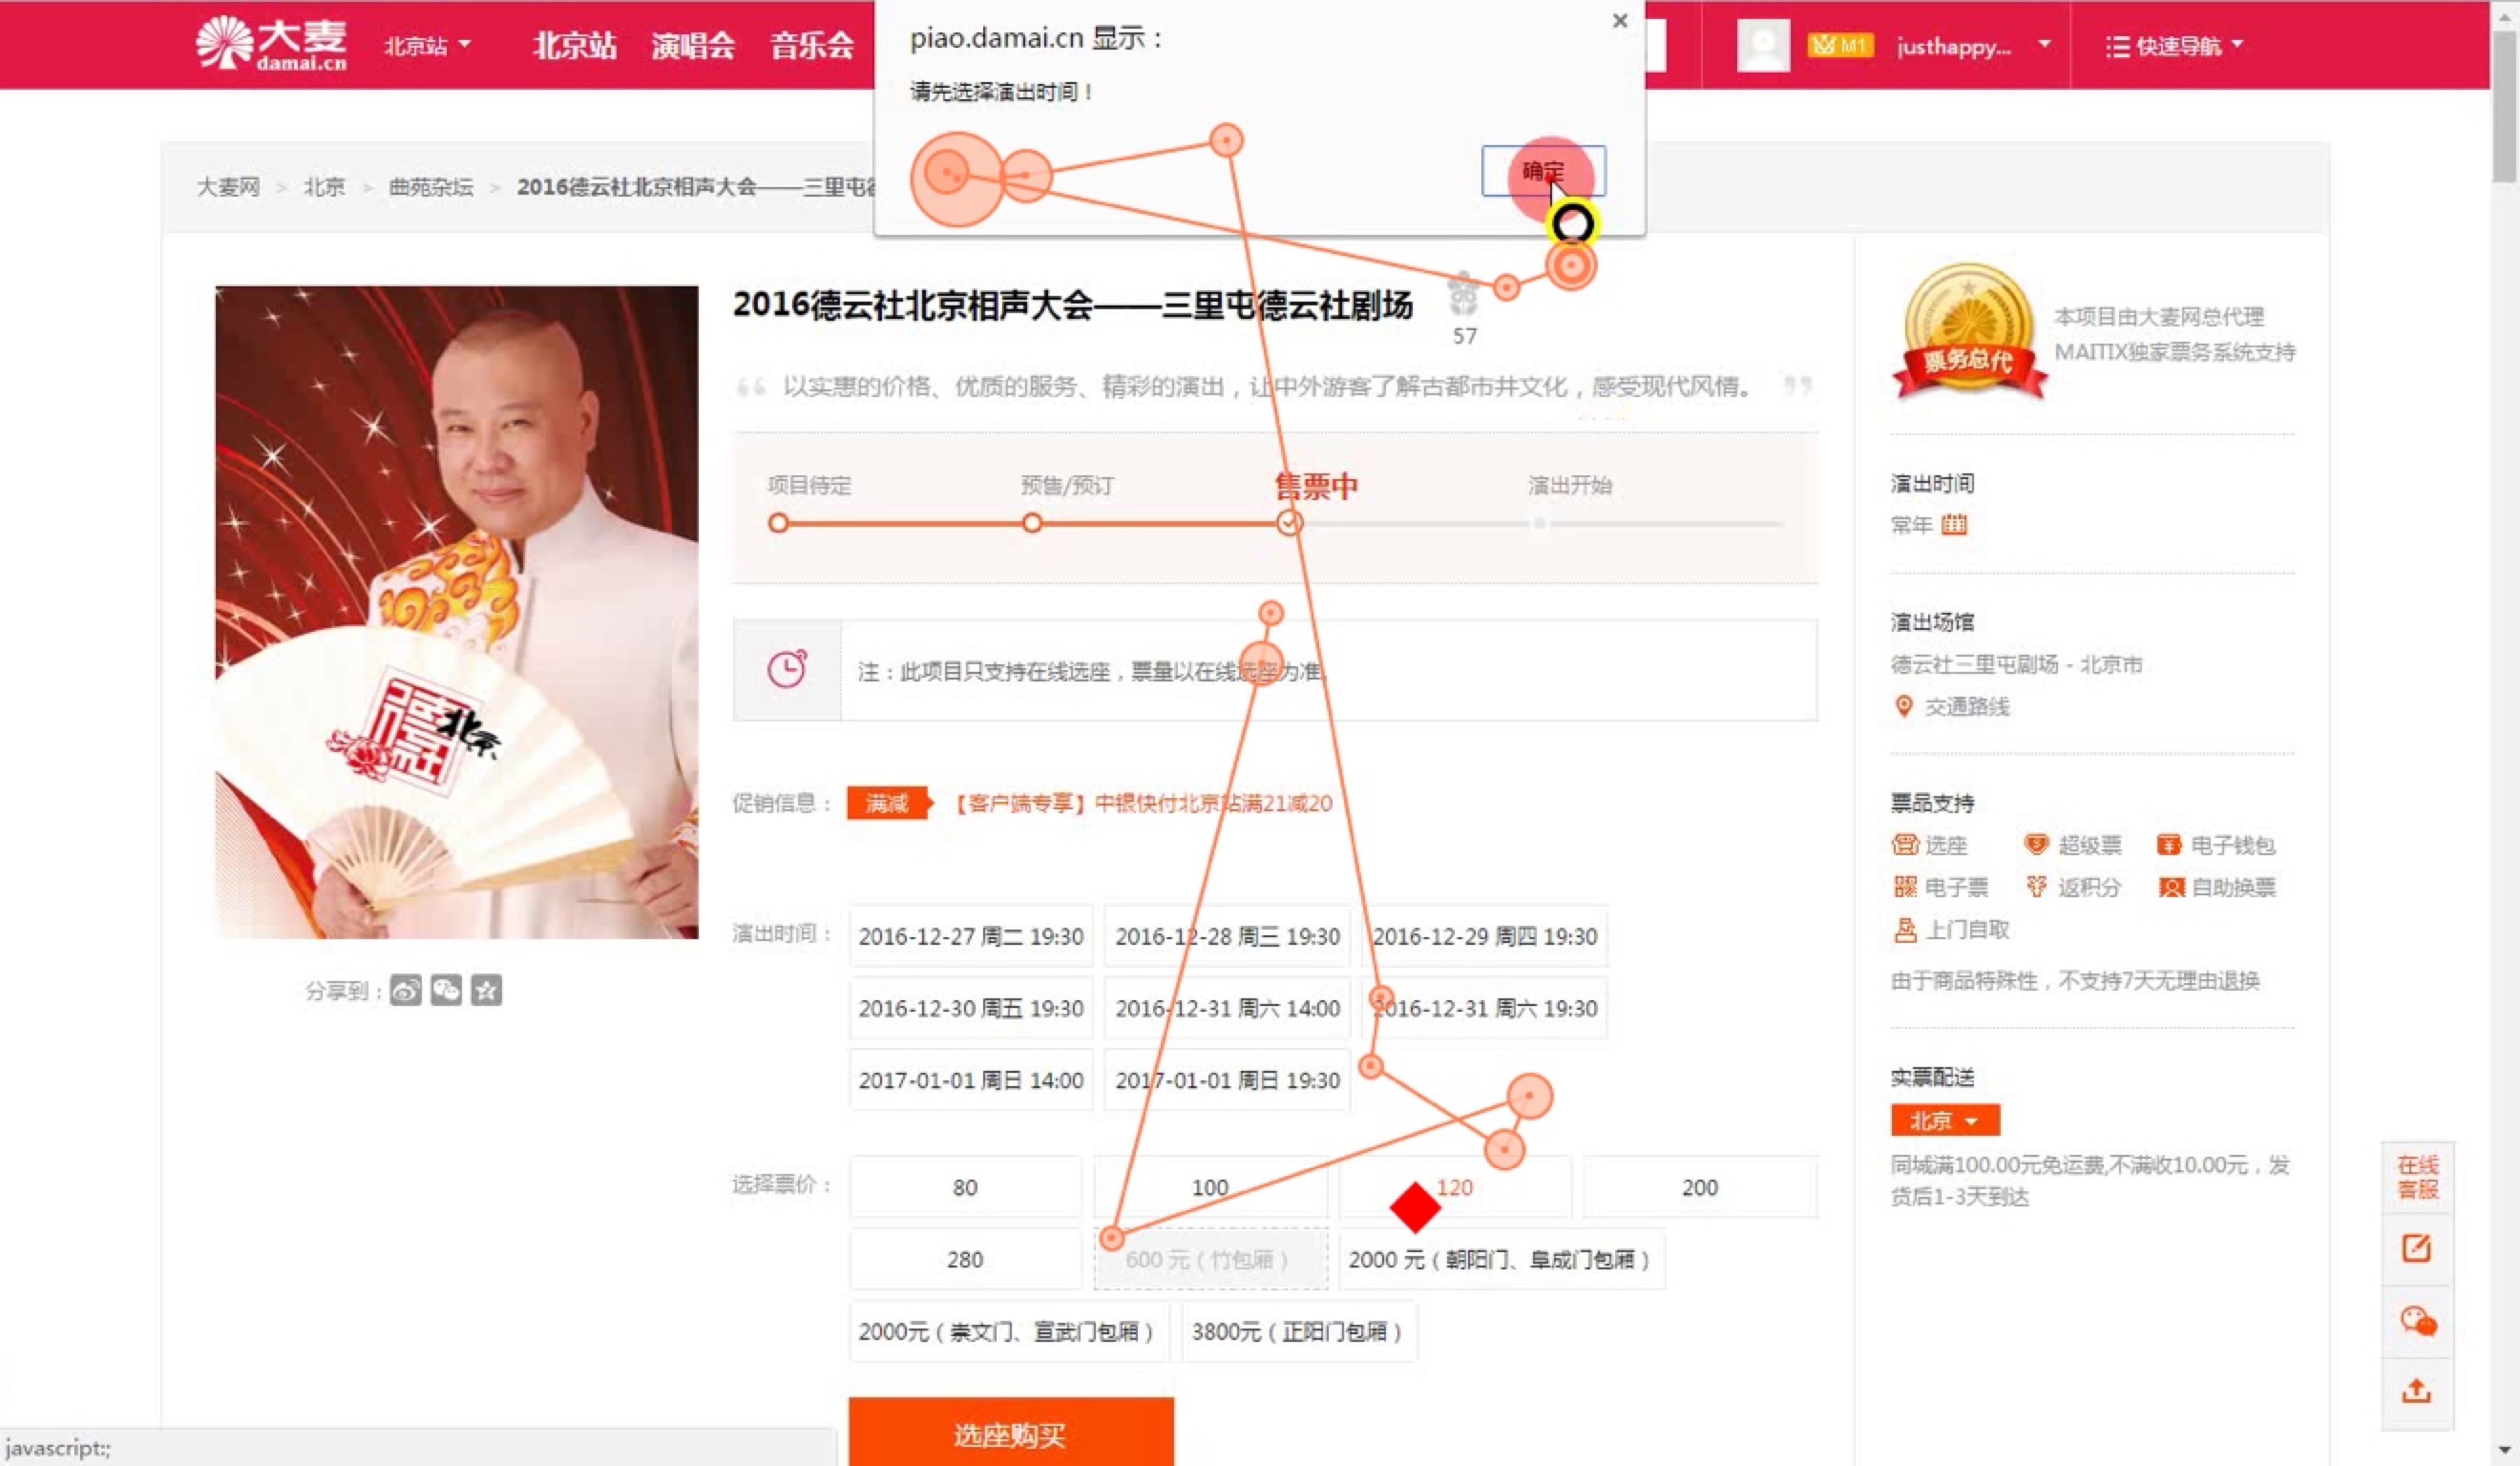 大麦
damai.cn
北京站
北京站 演唱会 音乐会
M1 justhappy...
快速导航
piao.damai.cn 显示：
请先选择演出时间！
确定
大麦网 > 北京 > 曲苑杂坛 > 2016德云社北京相声大会——三里屯
2016德云社北京相声大会——三里屯德云社剧场
57
以实惠的价格、优质的服务、精彩的演出，让中外游客了解古都市井文化，感受现代风情。
项目待定 预售/预订 售票中 演出开始
注：此项目只支持在线选座，票量以在线选座为准。
促销信息： 满减 【客户端专享】中银快付北京站满21减20
演出时间： 2016-12-27 周二 19:30 2016-12-28 周三 19:30 2016-12-29 周四 19:30
2016-12-30 周五 19:30 2016-12-31 周六 14:00 2016-12-31 周六 19:30
2017-01-01 周日 14:00 2017-01-01 周日 19:30
选择票价： 80 100 120 200
280 600 元（竹包厢） 2000 元（朝阳门、阜成门包厢）
2000元（崇文门、宣武门包厢） 3800元（正阳门包厢）
选座购买
德云社
北京
分享到：
票务总代
本项目由大麦网总代理
MAITIX独家票务系统支持
演出时间
常年
演出场馆
德云社三里屯剧场 - 北京市
交通路线
票品支持
选座 超级票 电子钱包
电子票 返积分 自助换票
上门自取
由于商品特殊性，不支持7天无理由退换
实票配送
北京
同城满100.00元免运费,不满收10.00元，发
货后1-3天到达
在线
客服
javascript:;